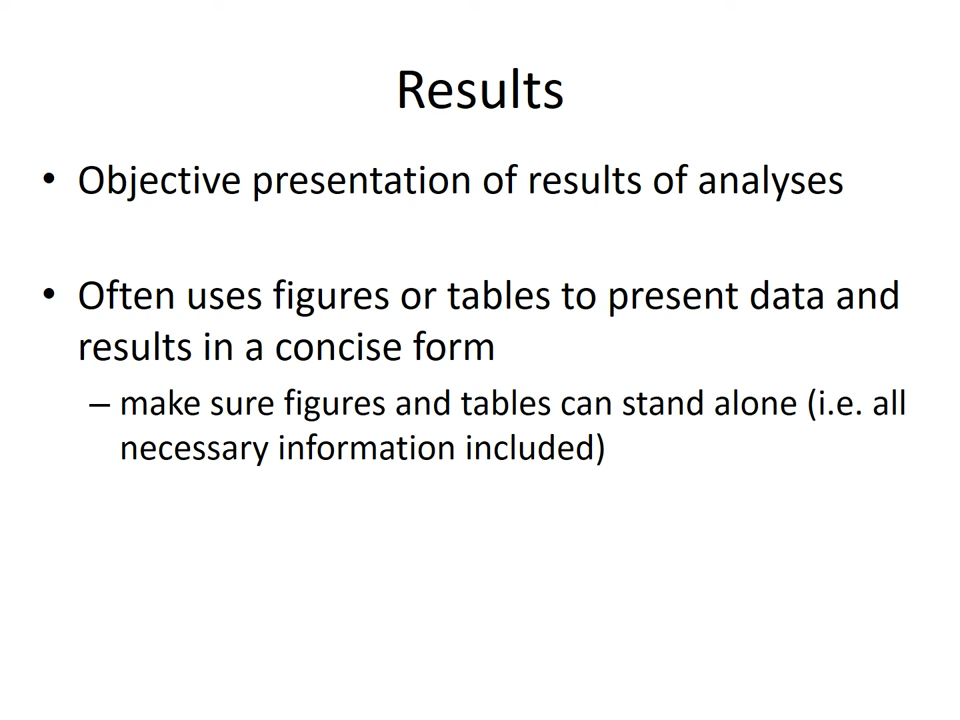 Results
• Objective presentation of results of analyses
• Often uses figures or tables to present data and
results in a concise form
– make sure figures and tables can stand alone (i.e. all
necessary information included)